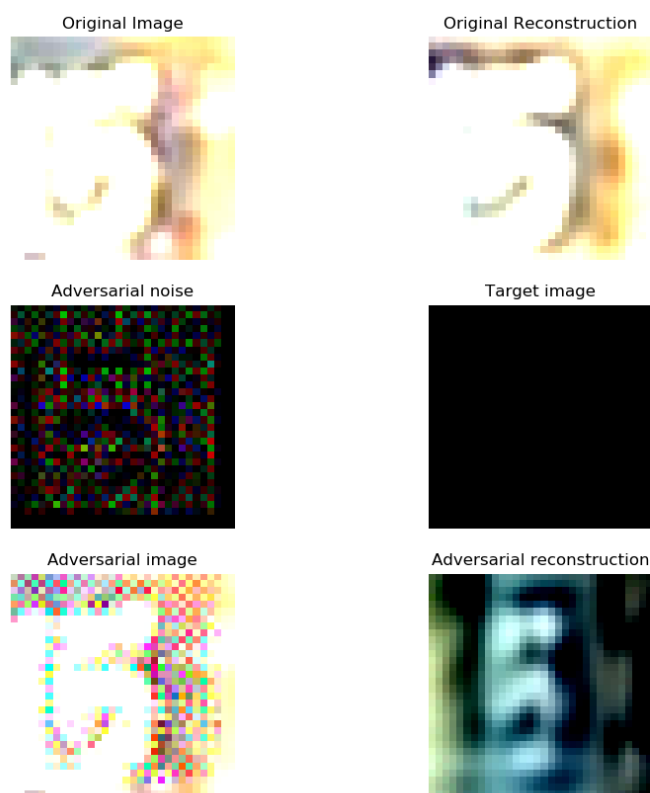 Original Image
Original Reconstruction
Adversarial noise
Target image
Adversarial image
Adversarial reconstruction